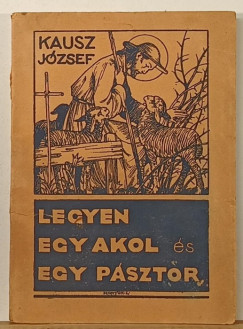 KAUSZ
JÓZSEF
LEGYEN
EGY AKOL és
EGY PÁSZTOR